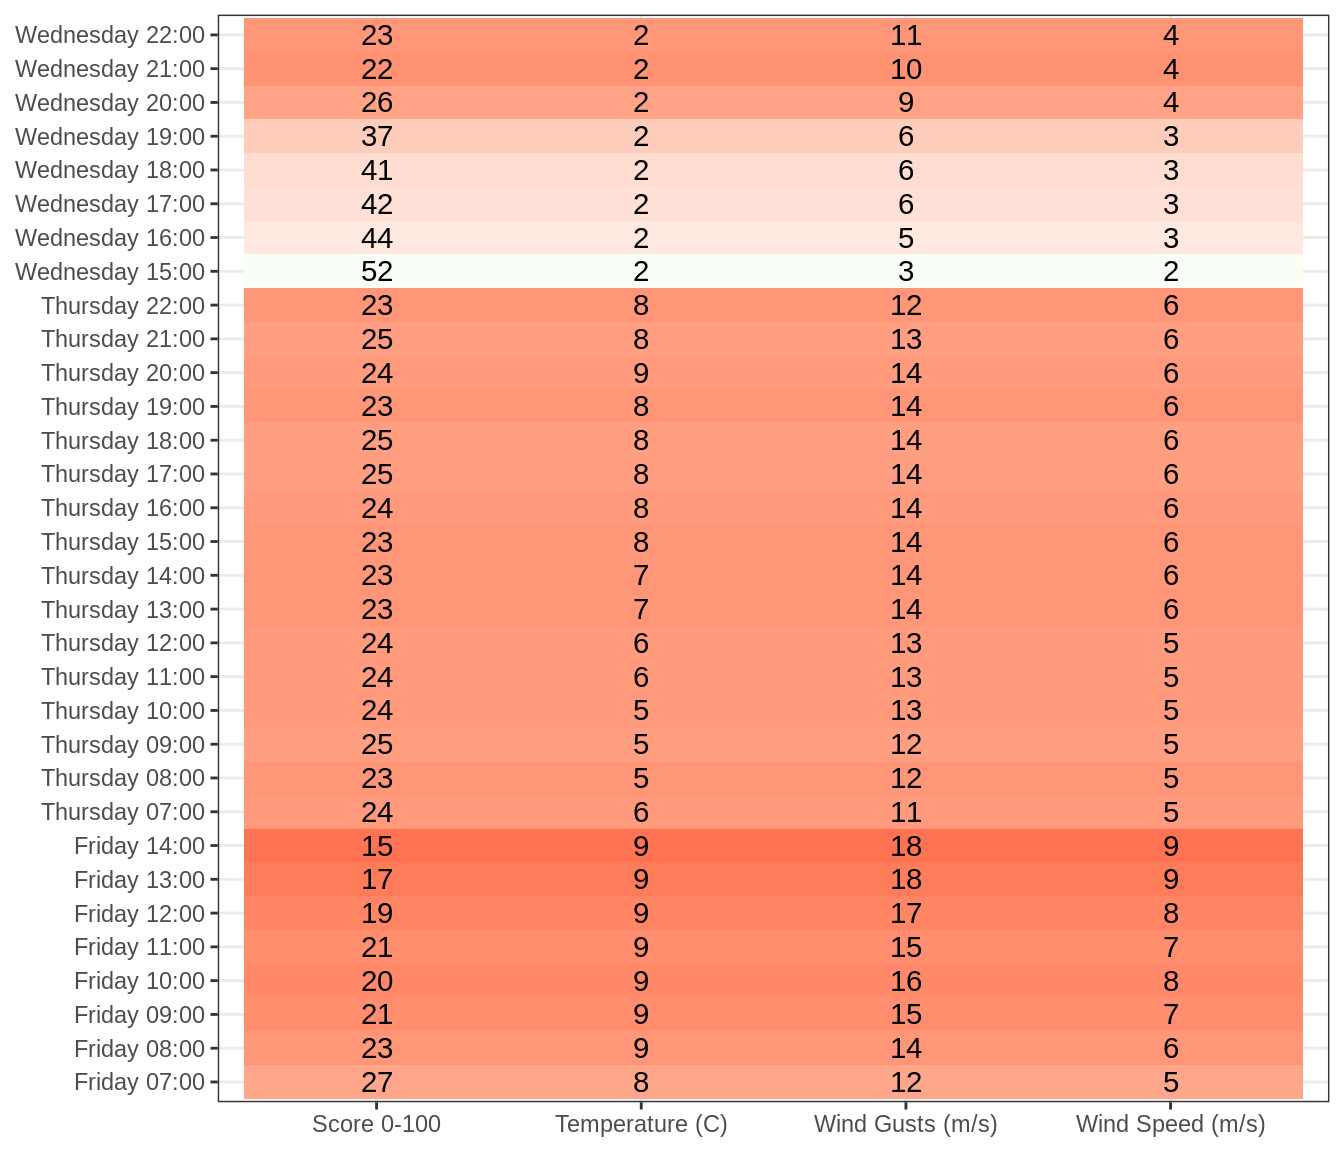 Wednesday 22:00 23 2 11 4
Wednesday 21:00 22 2 10 4
Wednesday 20:00 26 2 9 4
Wednesday 19:00 37 2 6 3
Wednesday 18:00 41 2 6 3
Wednesday 17:00 42 2 6 3
Wednesday 16:00 44 2 5 3
Wednesday 15:00 52 2 3 2
Thursday 22:00 23 8 12 6
Thursday 21:00 25 8 13 6
Thursday 20:00 24 9 14 6
Thursday 19:00 23 8 14 6
Thursday 18:00 25 8 14 6
Thursday 17:00 25 8 14 6
Thursday 16:00 24 8 14 6
Thursday 15:00 23 8 14 6
Thursday 14:00 23 7 14 6
Thursday 13:00 23 7 14 6
Thursday 12:00 24 6 13 5
Thursday 11:00 24 6 13 5
Thursday 10:00 24 5 13 5
Thursday 09:00 25 5 12 5
Thursday 08:00 23 5 12 5
Thursday 07:00 24 6 11 5
Friday 14:00 15 9 18 9
Friday 13:00 17 9 18 9
Friday 12:00 19 9 17 8
Friday 11:00 21 9 15 7
Friday 10:00 20 9 16 8
Friday 09:00 21 9 15 7
Friday 08:00 23 9 14 6
Friday 07:00 27 8 12 5
Score 0-100 Temperature (C) Wind Gusts (m/s) Wind Speed (m/s)